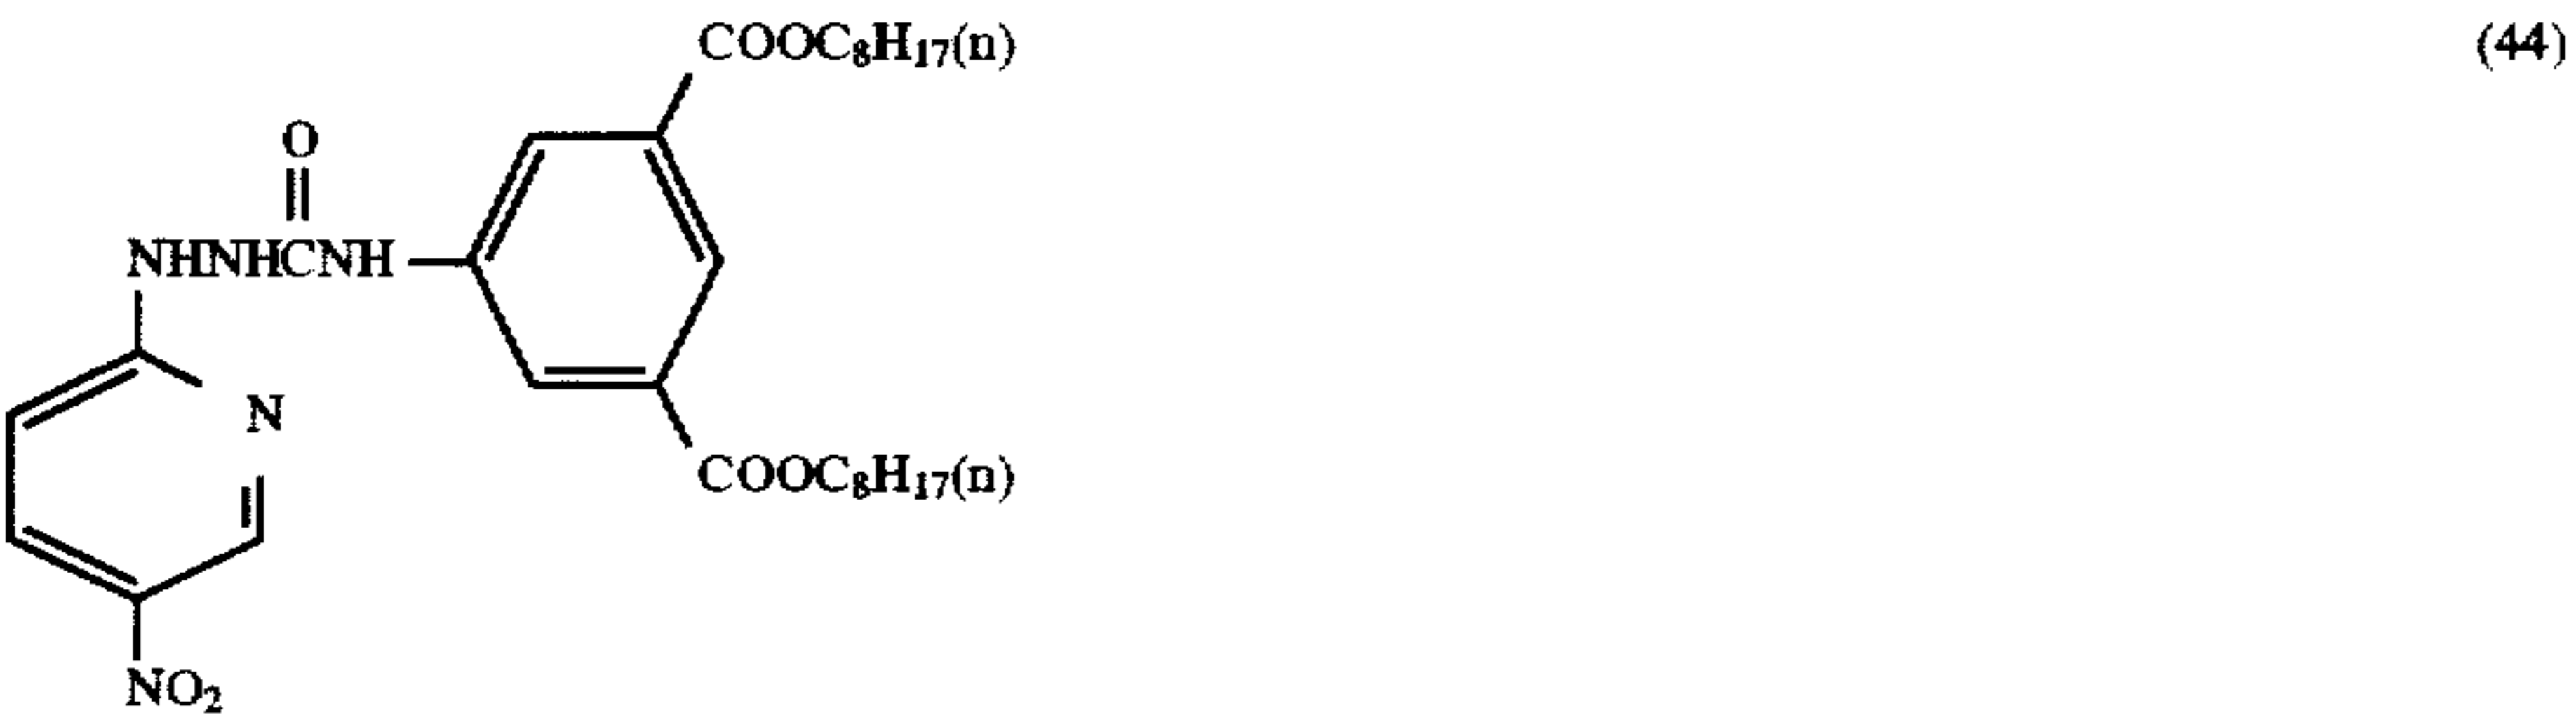 COOC₈H₁₇(n) (44)
O
NHNHCNH
N
COOC₈H₁₇(n)
NO₂